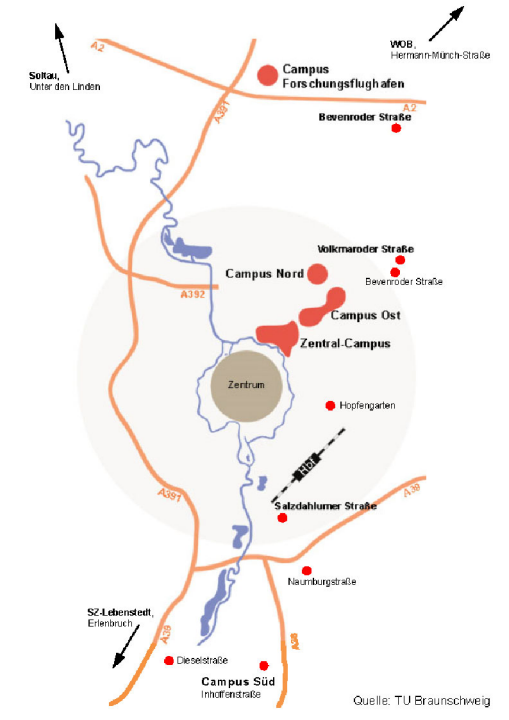 WOB,
Hermann-Münch-Straße
A2
Soltau,
Unter den Linden
Campus
Forschungsflughafen
A391
A2
Bevenroder Straße
Volkmaroder Straße
Campus Nord
Bevenroder Straße
A392
Campus Ost
Zentral-Campus
Zentrum
Hopfengarten
Hbf
A391
A39
Salzdahlumer Straße
Naumburgstraße
SZ-Lebenstedt,
Erlenbruch
A39
Dieselstraße
Campus Süd
Inhoffenstraße
Quelle: TU Braunschweig